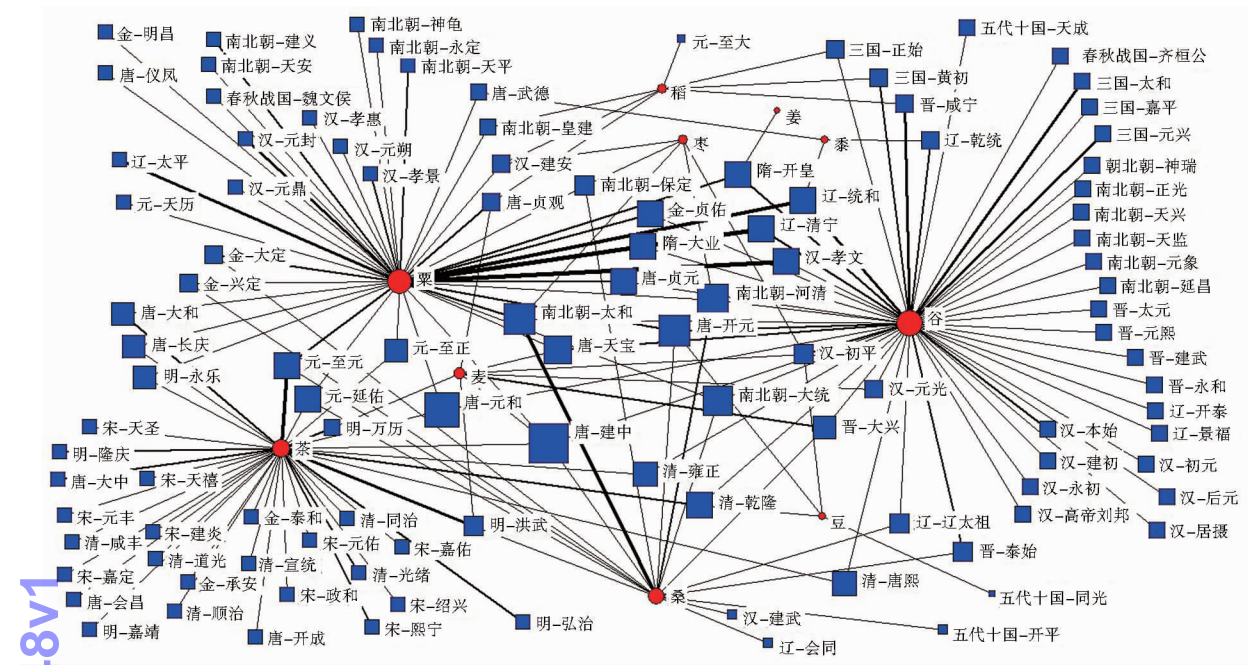 金–明昌
南北朝–建义
南北朝–神龟
南北朝–永定
元–至大
三国–正始
五代十国–天成
春秋战国–齐桓公
唐–仪凤
南北朝–天安
南北朝–天平
三国–黄初
三国–太和
春秋战国–魏文侯
唐–武德
稻
晋–咸宁
三国–嘉平
汉–孝惠
南北朝–皇建
姜
三国–元兴
汉–元封
汉–元朔
枣
黍
辽–乾统
辽–太平
汉–孝景
汉–建安
隋–开皇
朝北朝–神瑞
汉–元鼎
南北朝–保定
南北朝–正光
元–天历
唐–贞观
金–贞佑
辽–统和
南北朝–天兴
辽–清宁
南北朝–天监
金–大定
隋–大业
汉–孝文
南北朝–元象
金–兴定
粟
唐–贞元
南北朝–河清
南北朝–延昌
唐–大和
南北朝–太和
唐–开元
谷
晋–太元
晋–元熙
唐–长庆
元–至元
元–至正
唐–天宝
汉–初平
晋–建武
明–永乐
麦
汉–元光
晋–永和
元–延佑
唐–元和
南北朝–大统
辽–开泰
宋–天圣
明–万历
唐–建中
晋–大兴
汉–本始
辽–景福
明–隆庆
茶
汉–建初
汉–初元
唐–大中
宋–天禧
清–雍正
汉–永初
汉–后元
宋–元丰
金–泰和
清–同治
明–洪武
清–乾隆
豆
辽–辽太祖
汉–高帝刘邦
汉–居摄
清–咸丰
宋–建炎
宋–元佑
宋–嘉佑
晋–泰始
清–道光
清–宣统
宋–嘉定
金–承安
清–光绪
清–唐熙
唐–会昌
宋–政和
宋–绍兴
桑
五代十国–同光
清–顺治
汉–建武
明–嘉靖
唐–开成
宋–熙宁
明–弘治
辽–会同
五代十国–开平
8v1